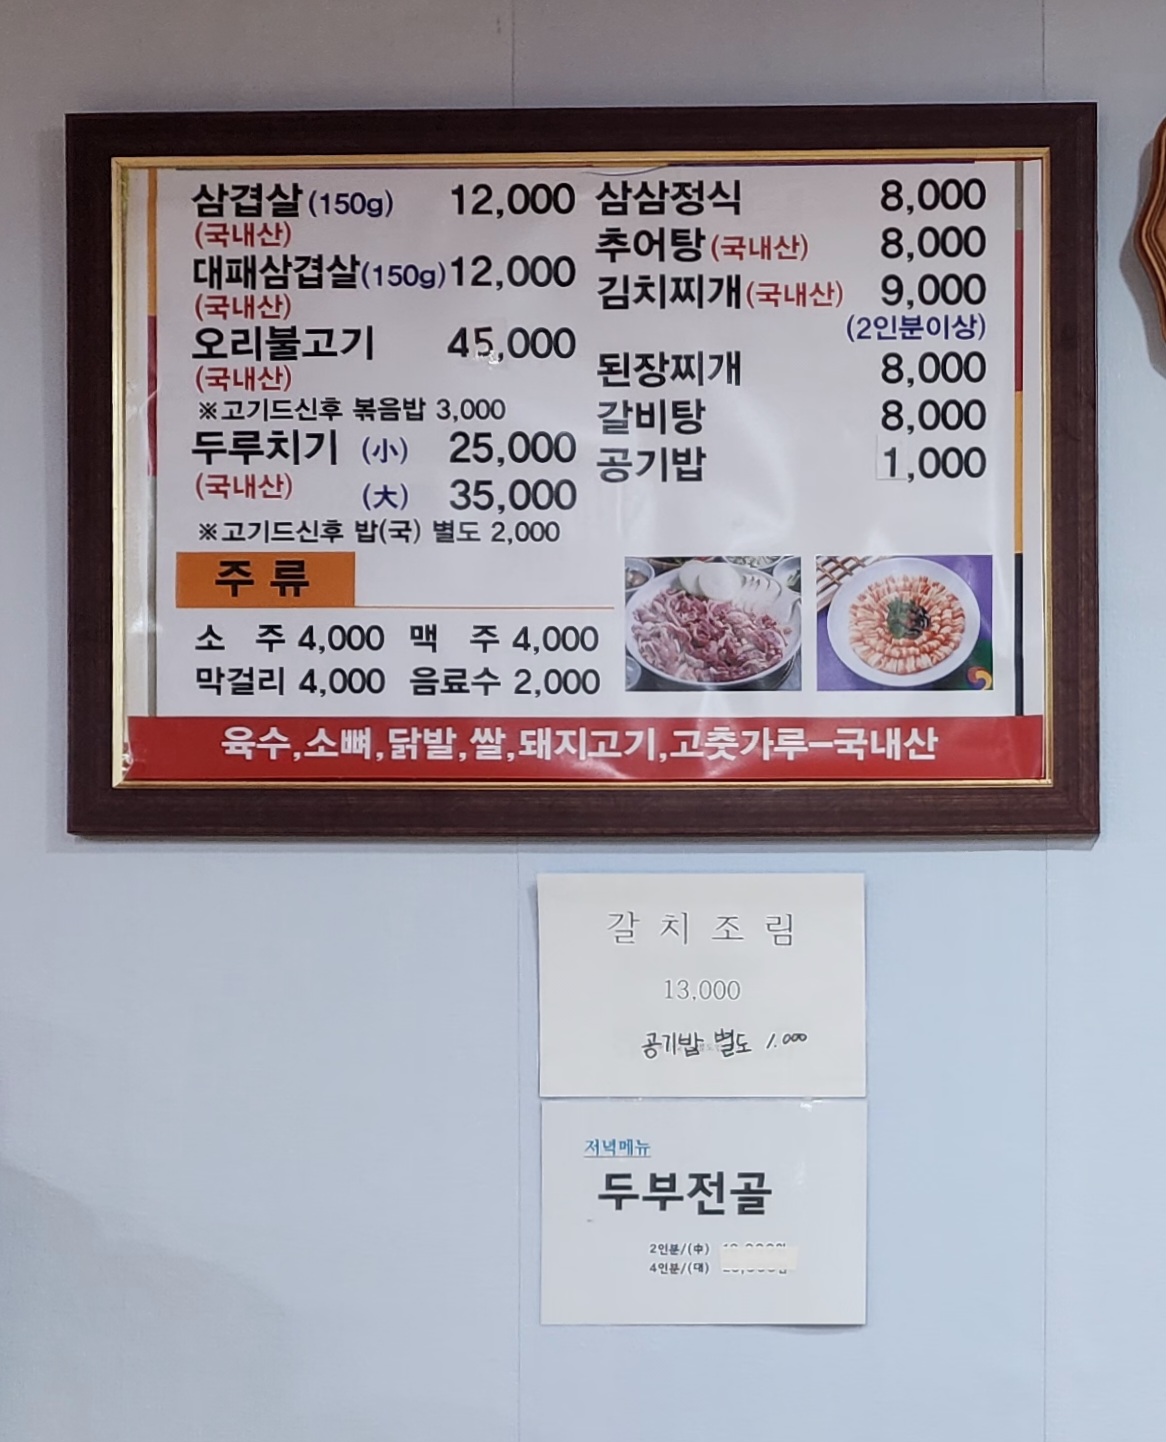 삼겹살(150g) 12,000
(국내산)
대패삼겹살(150g) 12,000
(국내산)
오리불고기 45,000
(국내산)
※고기드신후 볶음밥 3,000
두루치기 (小) 25,000
(국내산) (大) 35,000
※고기드신후 밥(국) 별도 2,000
삼삼정식 8,000
추어탕(국내산) 8,000
김치찌개(국내산) 9,000
(2인분이상)
된장찌개 8,000
갈비탕 8,000
공기밥 1,000
주류
소주 4,000 맥주 4,000
막걸리 4,000 음료수 2,000
육수,소뼈,닭발,쌀,돼지고기,고춧가루-국내산
갈치조림
13,000
공기밥 별도 1.000
저녁메뉴
두부전골
2인분/(中)
4인분/(대)